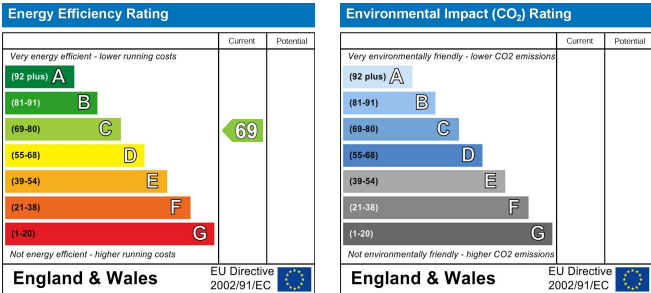 Energy Efficiency Rating
Current Potential
Very energy efficient - lower running costs
(92 plus) A
(81-91) B
(69-80) C 69
(55-68) D
(39-54) E
(21-38) F
(1-20) G
Not energy efficient - higher running costs
England & Wales
EU Directive
2002/91/EC
Environmental Impact (CO₂) Rating
Current Potential
Very environmentally friendly - lower CO2 emissions
(92 plus) A
(81-91) B
(69-80) C
(55-68) D
(39-54) E
(21-38) F
(1-20) G
Not environmentally friendly - higher CO2 emissions
England & Wales
EU Directive
2002/91/EC